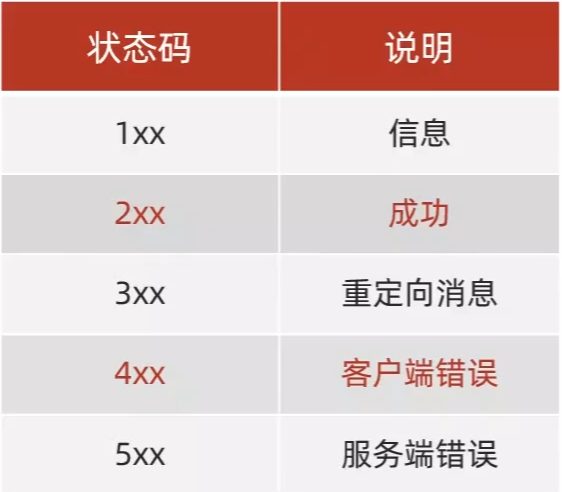 状态码 说明
1xx 信息
2xx 成功
3xx 重定向消息
4xx 客户端错误
5xx 服务端错误